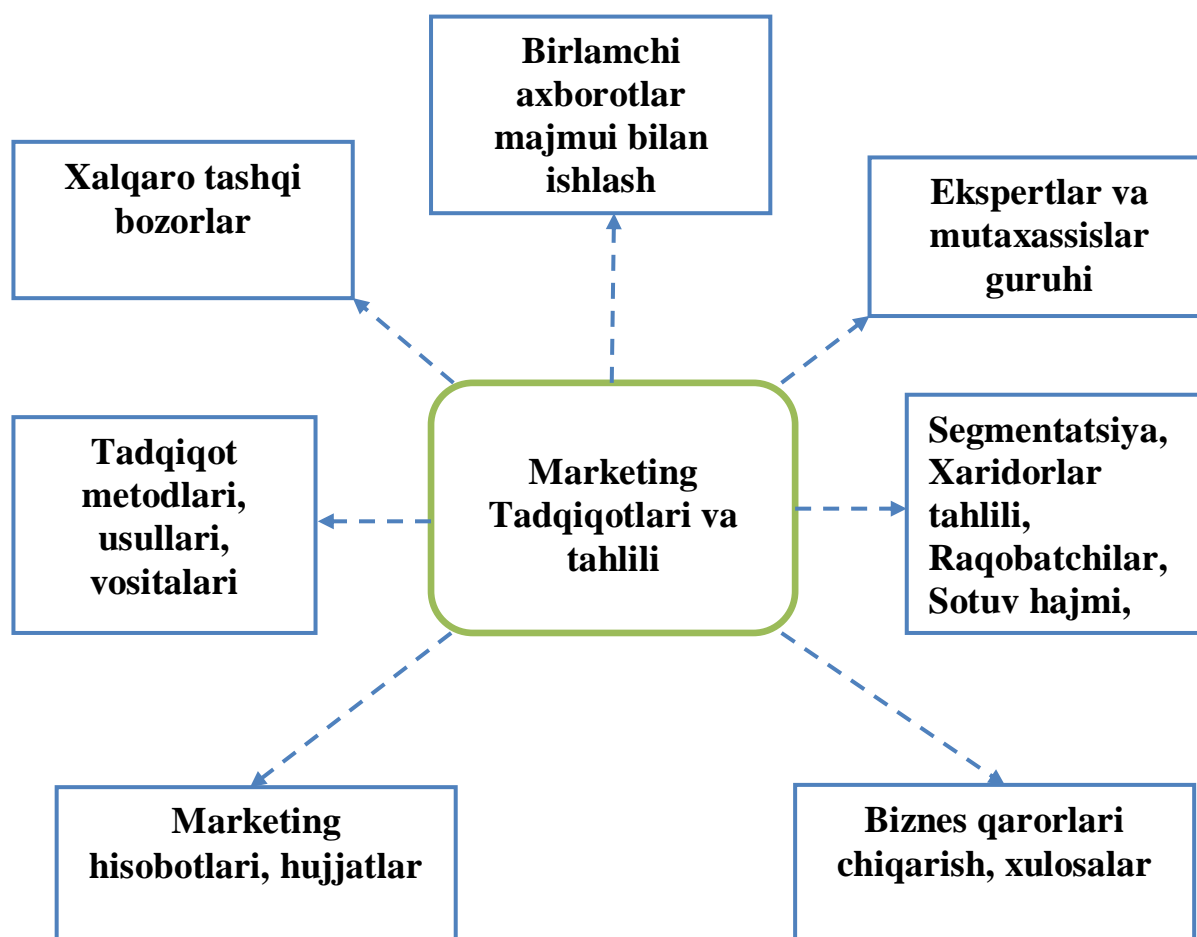 Birlamchi
axborotlar
majmui bilan
ishlash
Xalqaro tashqi
bozorlar
Ekspertlar va
mutaxassislar
guruhi
Tadqiqot
metodlari,
usullari,
vositalari
Marketing
Tadqiqotlari va
tahlili
Segmentatsiya,
Xaridorlar
tahlili,
Raqobatchilar,
Sotuv hajmi,
Marketing
hisobotlari, hujjatlar
Biznes qarorlari
chiqarish, xulosalar